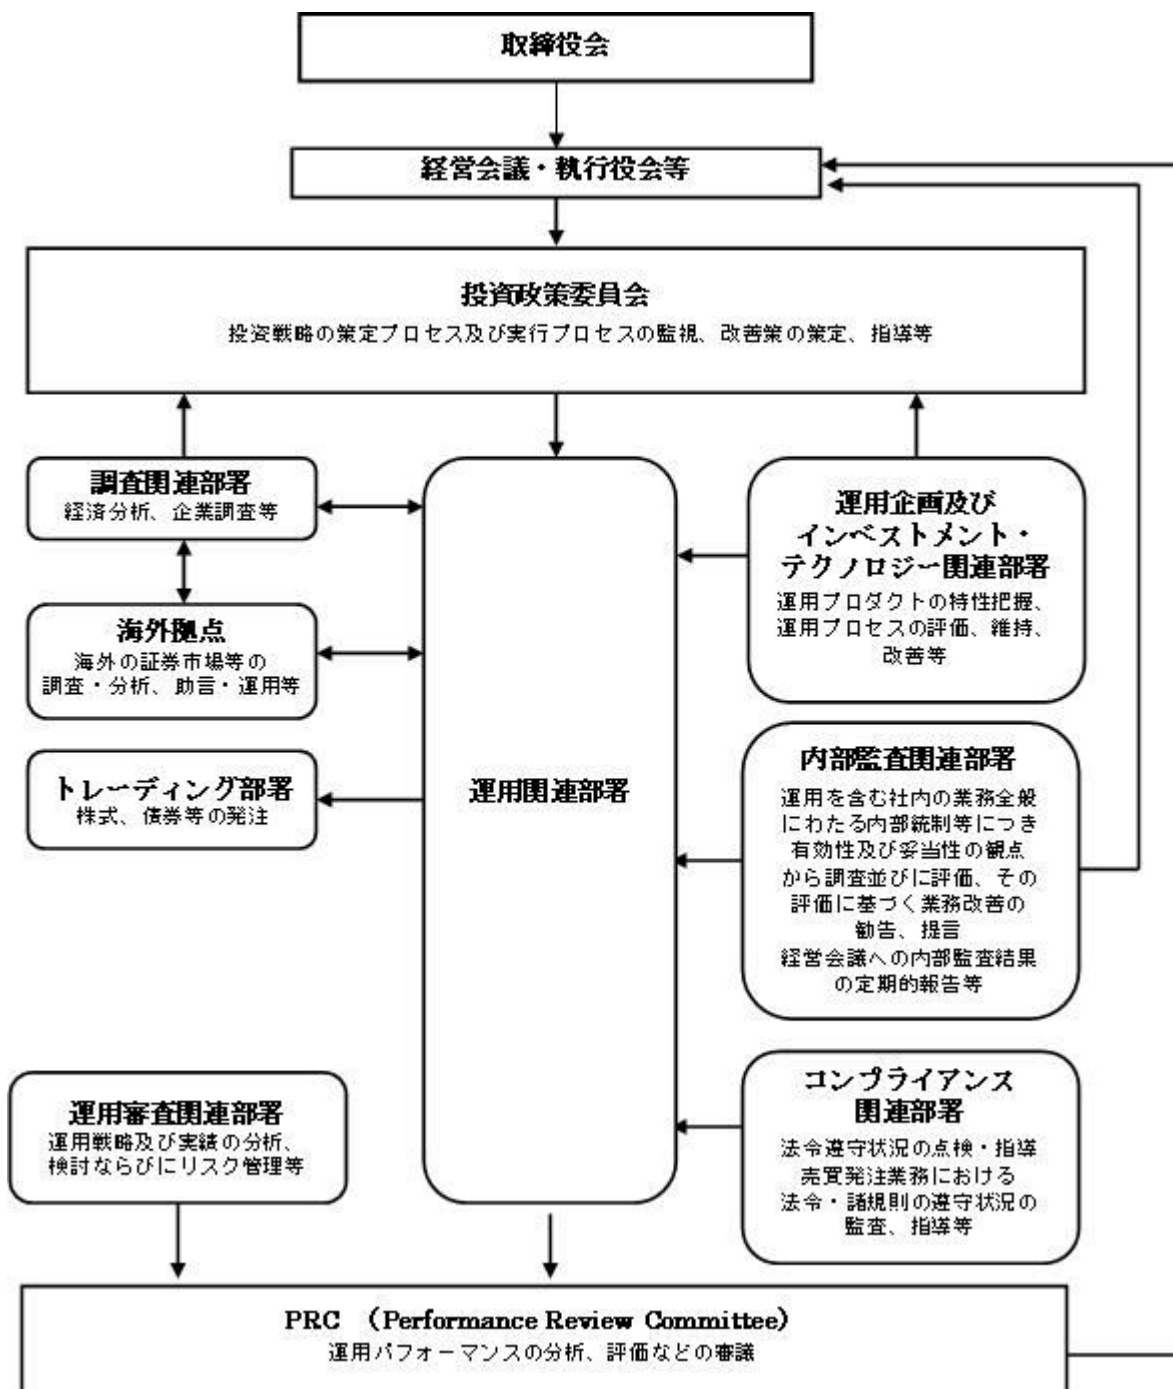 取締役会
経営会議・執行役会等
投資政策委員会
投資戦略の策定プロセス及び実行プロセスの監視、改善策の策定、指導等
調査関連部署
経済分析、企業調査等
海外拠点
海外の証券市場等の
調査・分析、助言・運用等
トレーディング部署
株式、債券等の発注
運用関連部署
運用企画及び
インベストメント・
テクノロジー関連部署
運用プロダクトの特性把握、
運用プロセスの評価、維持、
改善等
内部監査関連部署
運用を含む社内の業務全般
にわたる内部統制等につき
有効性及び妥当性の観点
から調査並びに評価、その
評価に基づく業務改善の
勧告、提言
経営会議への内部監査結果
の定期的報告等
コンプライアンス
関連部署
法令遵守状況の点検・指導
売買発注業務における
法令・諸規則の遵守状況の
監査、指導等
運用審査関連部署
運用戦略及び実績の分析、
検討ならびにリスク管理等
PRC （Performance Review Committee）
運用パフォーマンスの分析、評価などの審議